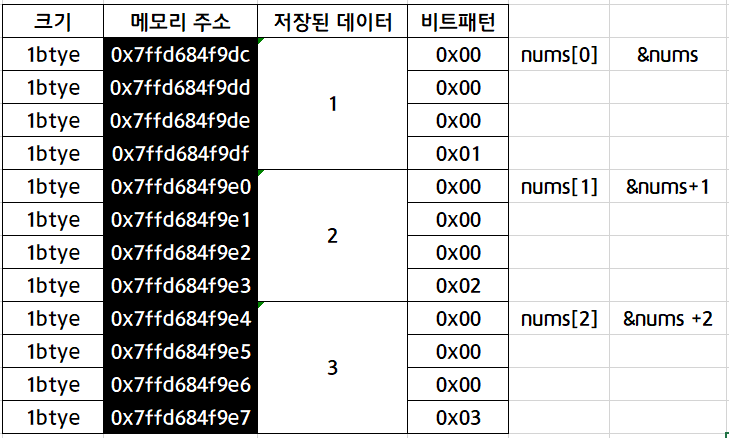 크기 메모리 주소 저장된 데이터 비트패턴
1btye 0x7ffd684f9dc 1 0x00 nums[0] &nums
1btye 0x7ffd684f9dd 0x00
1btye 0x7ffd684f9de 0x00
1btye 0x7ffd684f9df 0x01
1btye 0x7ffd684f9e0 2 0x00 nums[1] &nums+1
1btye 0x7ffd684f9e1 0x00
1btye 0x7ffd684f9e2 0x00
1btye 0x7ffd684f9e3 0x02
1btye 0x7ffd684f9e4 3 0x00 nums[2] &nums +2
1btye 0x7ffd684f9e5 0x00
1btye 0x7ffd684f9e6 0x00
1btye 0x7ffd684f9e7 0x03